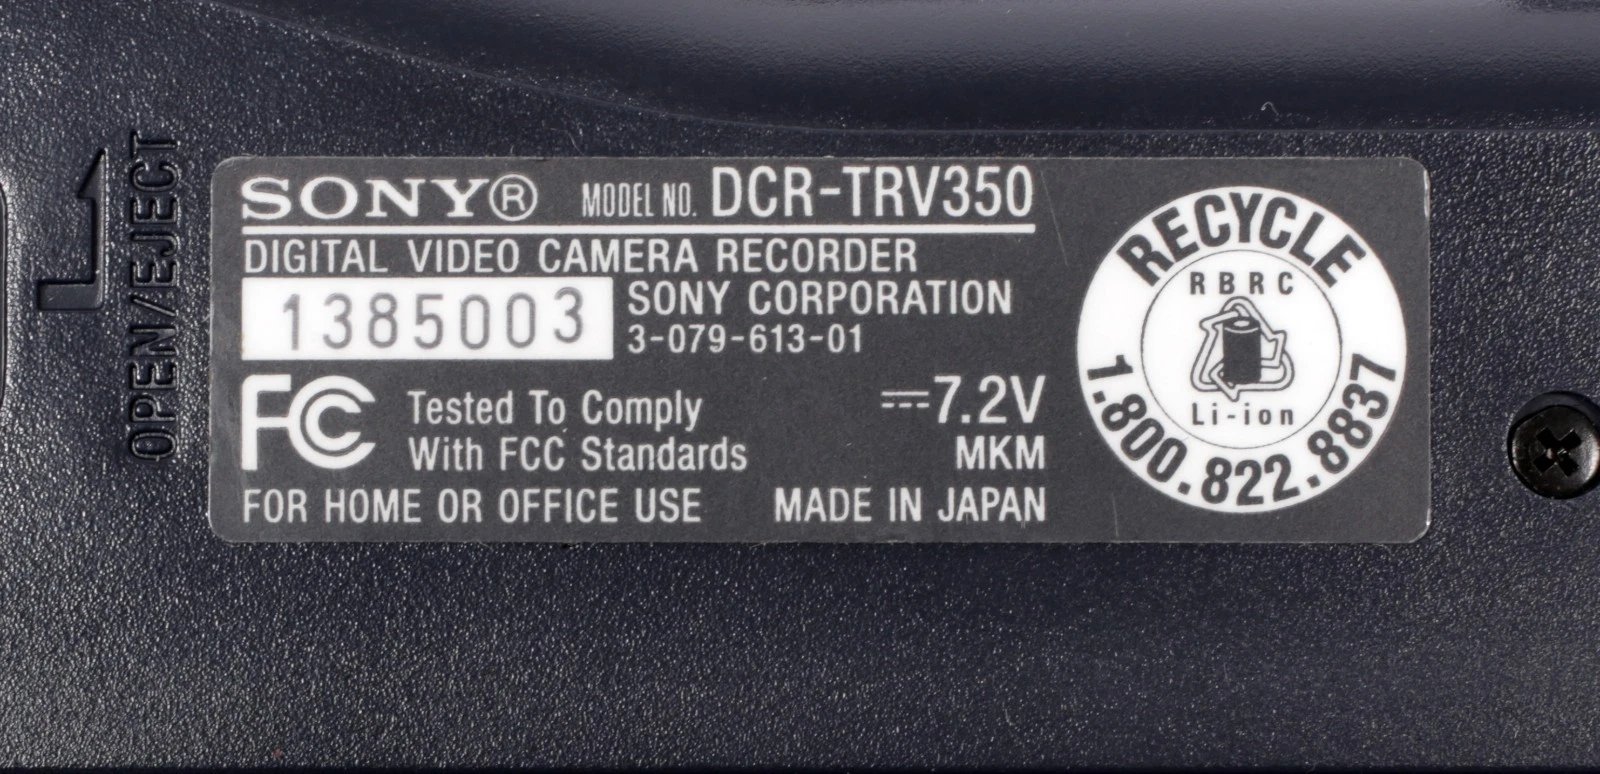 OPEN/EJECT
SONY® MODEL NO. DCR-TRV350
DIGITAL VIDEO CAMERA RECORDER
1385003 SONY CORPORATION
3-079-613-01
FC Tested To Comply
With FCC Standards
7.2V
MKM
FOR HOME OR OFFICE USE MADE IN JAPAN
RECYCLE
RBRC
Li-ion
1.800.822.8837